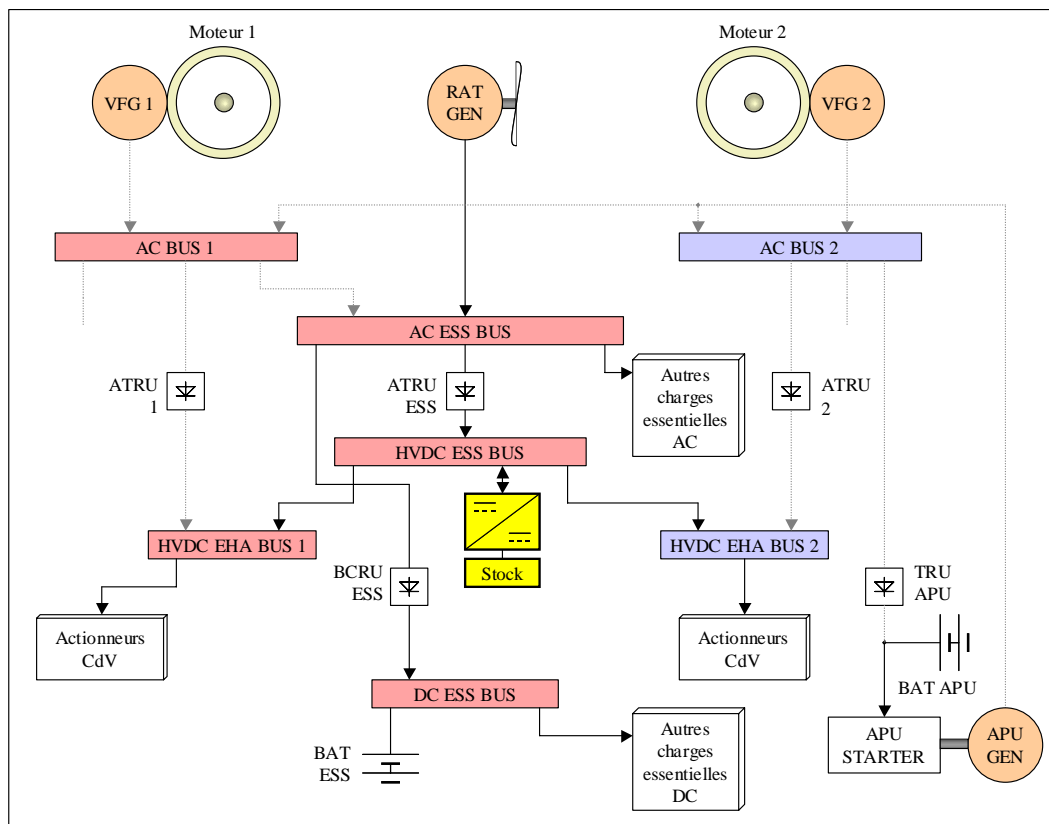 Moteur 1
Moteur 2
VFG 1
RAT
GEN
VFG 2
AC BUS 1
AC BUS 2
AC ESS BUS
ATRU
1
ATRU
ESS
Autres
charges
essentielles
AC
ATRU
2
HVDC ESS BUS
HVDC EHA BUS 1
HVDC EHA BUS 2
Stock
BCRU
ESS
TRU
APU
Actionneurs
CdV
Actionneurs
CdV
BAT APU
DC ESS BUS
BAT
ESS
Autres
charges
essentielles
DC
APU
STARTER
APU
GEN